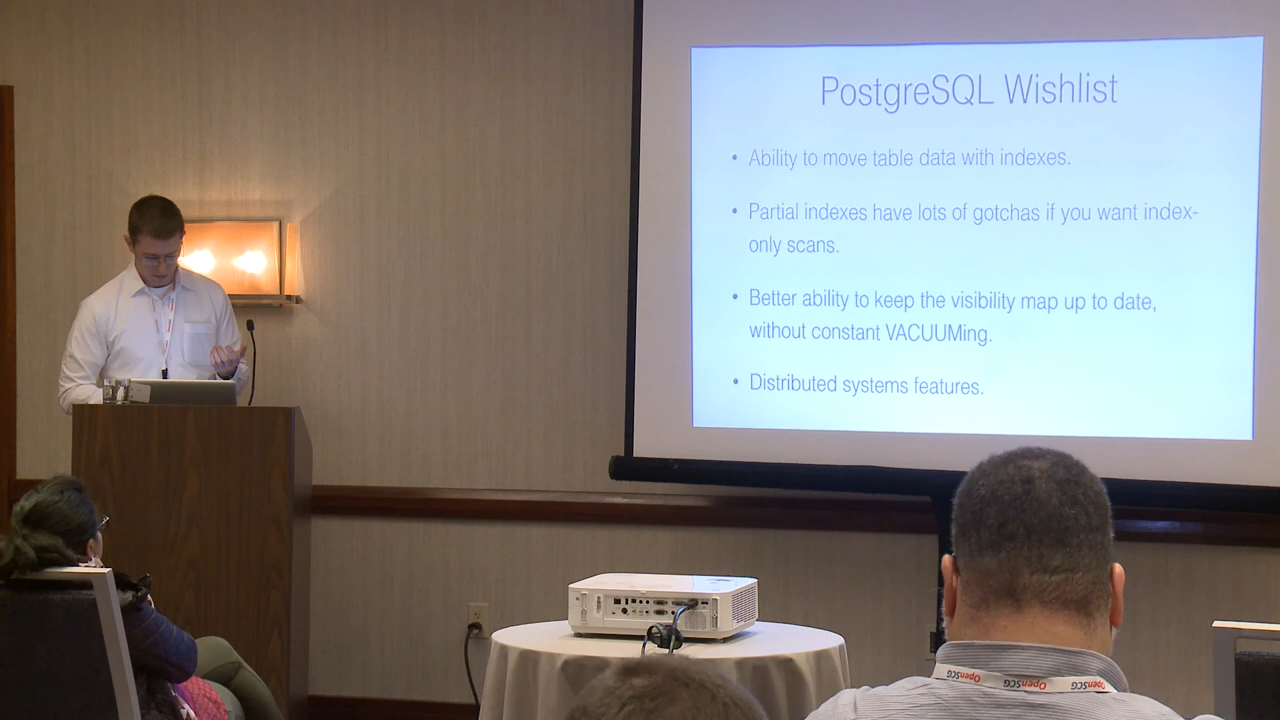 PostgreSQL Wishlist
• Ability to move table data with indexes.
• Partial indexes have lots of gotchas if you want index-
only scans.
• Better ability to keep the visibility map up to date,
without constant VACUUMing.
• Distributed systems features.
OpenSCG OpenSCG OpenSCG